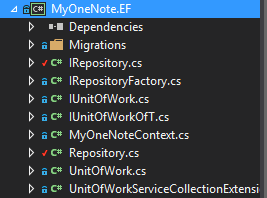 MyOneNote.EF
Dependencies
Migrations
C# IRepository.cs
C# IRepositoryFactory.cs
C# IUnitOfWork.cs
C# IUnitOfWorkOfT.cs
C# MyOneNoteContext.cs
C# Repository.cs
C# UnitOfWork.cs
C# UnitOfWorkServiceCollectionExtensi